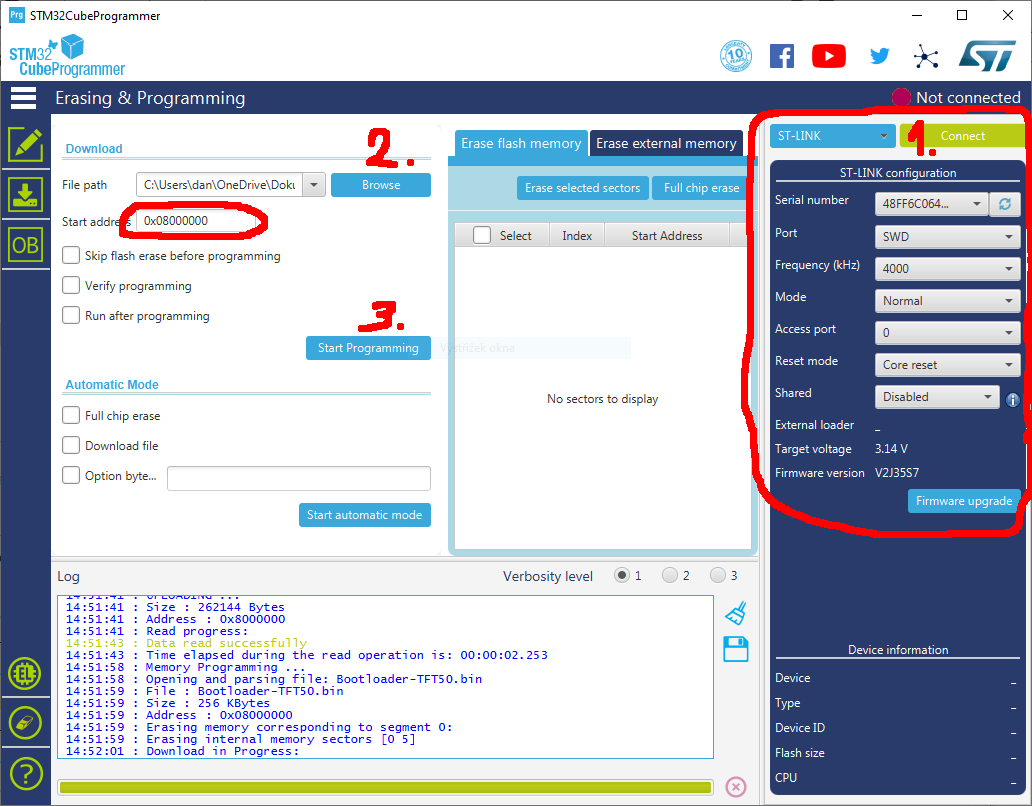 Prg STM32CubeProgrammer
STM32
CubeProgrammer
10 YEARS
ST
Erasing & Programming
Not connected
Download
2.
File path C:\Users\dan\OneDrive\Doku Browse
Start address 0x08000000
Skip flash erase before programming
Verify programming
Run after programming
3.
Start Programming
Výstřižek okna
Automatic Mode
Full chip erase
Download file
Option byte...
Start automatic mode
OB
EL
?
Erase flash memory Erase external memory
Erase selected sectors Full chip erase
Select Index Start Address
No sectors to display
ST-LINK Connect
1.
ST-LINK configuration
Serial number 48FF6C064...
Port SWD
Frequency (kHz) 4000
Mode Normal
Access port 0
Reset mode Core reset
Shared Disabled i
External loader _
Target voltage 3.14 V
Firmware version V2J35S7
Firmware upgrade
Log Verbosity level 1 2 3
14:51:41 : UPLOADING ...
14:51:41 : Size : 262144 Bytes
14:51:41 : Address : 0x8000000
14:51:41 : Read progress:
14:51:43 : Data read successfully
14:51:43 : Time elapsed during the read operation is: 00:00:02.253
14:51:58 : Memory Programming ...
14:51:58 : Opening and parsing file: Bootloader-TFT50.bin
14:51:59 : File : Bootloader-TFT50.bin
14:51:59 : Size : 256 KBytes
14:51:59 : Address : 0x08000000
14:51:59 : Erasing memory corresponding to segment 0:
14:51:59 : Erasing internal memory sectors [0 5]
14:52:01 : Download in Progress:
Device information
Device _
Type _
Device ID _
Flash size _
CPU _